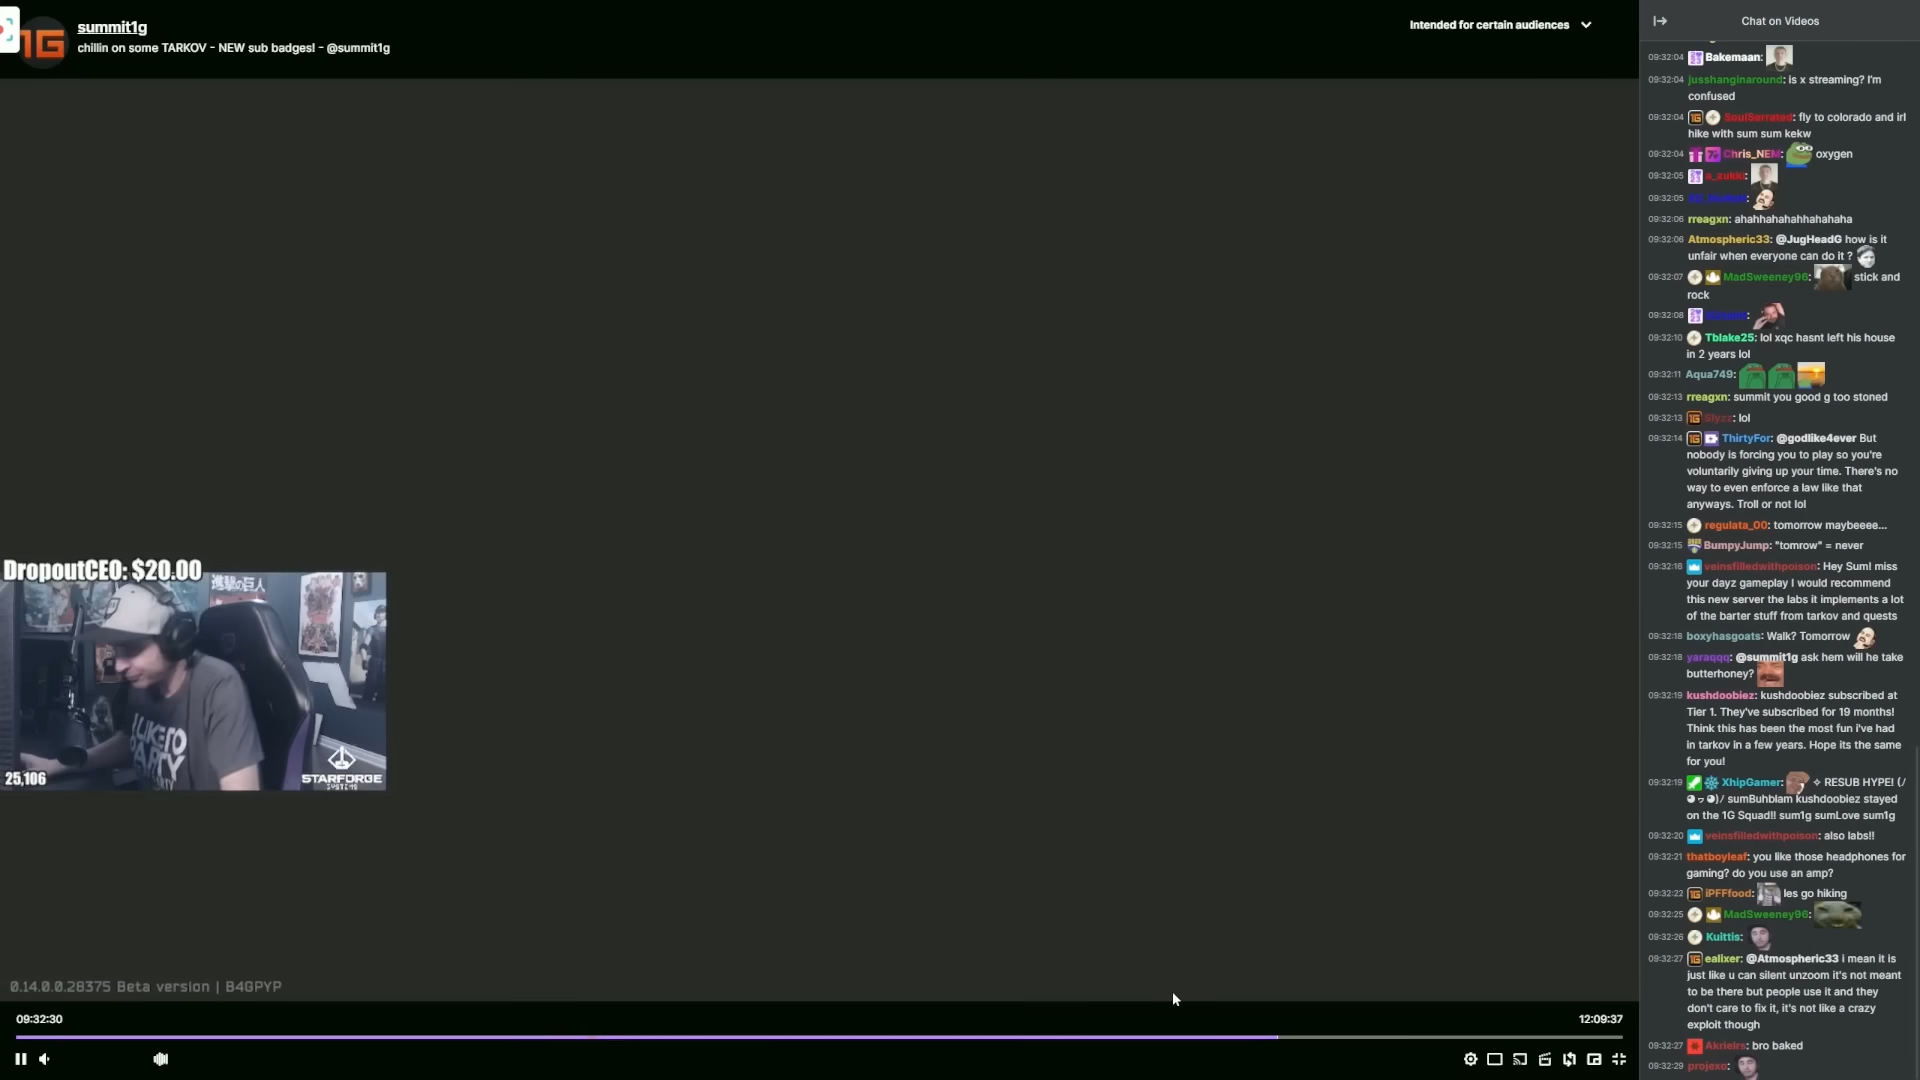 summit1g
chillin on some TARKOV - NEW sub badges! - @summit1g
Intended for certain audiences
DropoutCEO: $20.00
進撃の巨人
I LIKE TO
PARTY
25,106
STARFORGE
SYSTEMS
0.14.0.0.28375 Beta version | B4GPYP
09:32:30
12:09:37
Chat on Videos
09:32:04 Bakemaan:
09:32:04 jusshanginaround: is x streaming? I'm
confused
09:32:04 SoulSerrated: fly to colorado and irl
hike with sum sum kekw
09:32:04 Chris_NEM: oxygen
09:32:05 a_zukki:
09:32:05
09:32:06 rreagxn: ahahhahahahhahahaha
09:32:06 Atmospheric33: @JugHeadG how is it
unfair when everyone can do it ?
09:32:07 MadSweeney96: stick and
rock
09:32:08
09:32:10 Tblake25: lol xqc hasnt left his house
in 2 years lol
09:32:11 Aqua749:
09:32:13 rreagxn: summit you good g too stoned
09:32:13 Slyzz: lol
09:32:14 ThirtyFor: @godlike4ever But
nobody is forcing you to play so you're
voluntarily giving up your time. There's no
way to even enforce a law like that
anyways. Troll or not lol
09:32:15 regulata_00: tomorrow maybeeee...
09:32:15 BumpyJump: "tomrow" = never
09:32:16 veinsfilledwithpoison: Hey Sum! miss
your dayz gameplay I would recommend
this new server the labs it implements a lot
of the barter stuff from tarkov and quests
09:32:18 boxyhasgoats: Walk? Tomorrow
09:32:18 yaraqqq: @summit1g ask hem will he take
butterhoney?
09:32:19 kushdoobiez: kushdoobiez subscribed at
Tier 1. They've subscribed for 19 months!
Think this has been the most fun i've had
in tarkov in a few years. Hope its the same
for you!
09:32:19 XhipGamer: ✧ RESUB HYPE! (ﾉ
◕ヮ◕)ﾉ sumBuhblam kushdoobiez stayed
on the 1G Squad!! sum1g sumLove sum1g
09:32:20 veinsfilledwithpoison: also labs!!
09:32:21 thatboyleaf: you like those headphones for
gaming? do you use an amp?
09:32:22 iPFFfood: les go hiking
09:32:25 MadSweeney96:
09:32:26 Kuittis:
09:32:27 ealixer: @Atmospheric33 i mean it is
just like u can silent unzoom it's not meant
to be there but people use it and they
don't care to fix it, it's not like a crazy
exploit though
09:32:27 Akrielrs: bro baked
09:32:29 projexo: